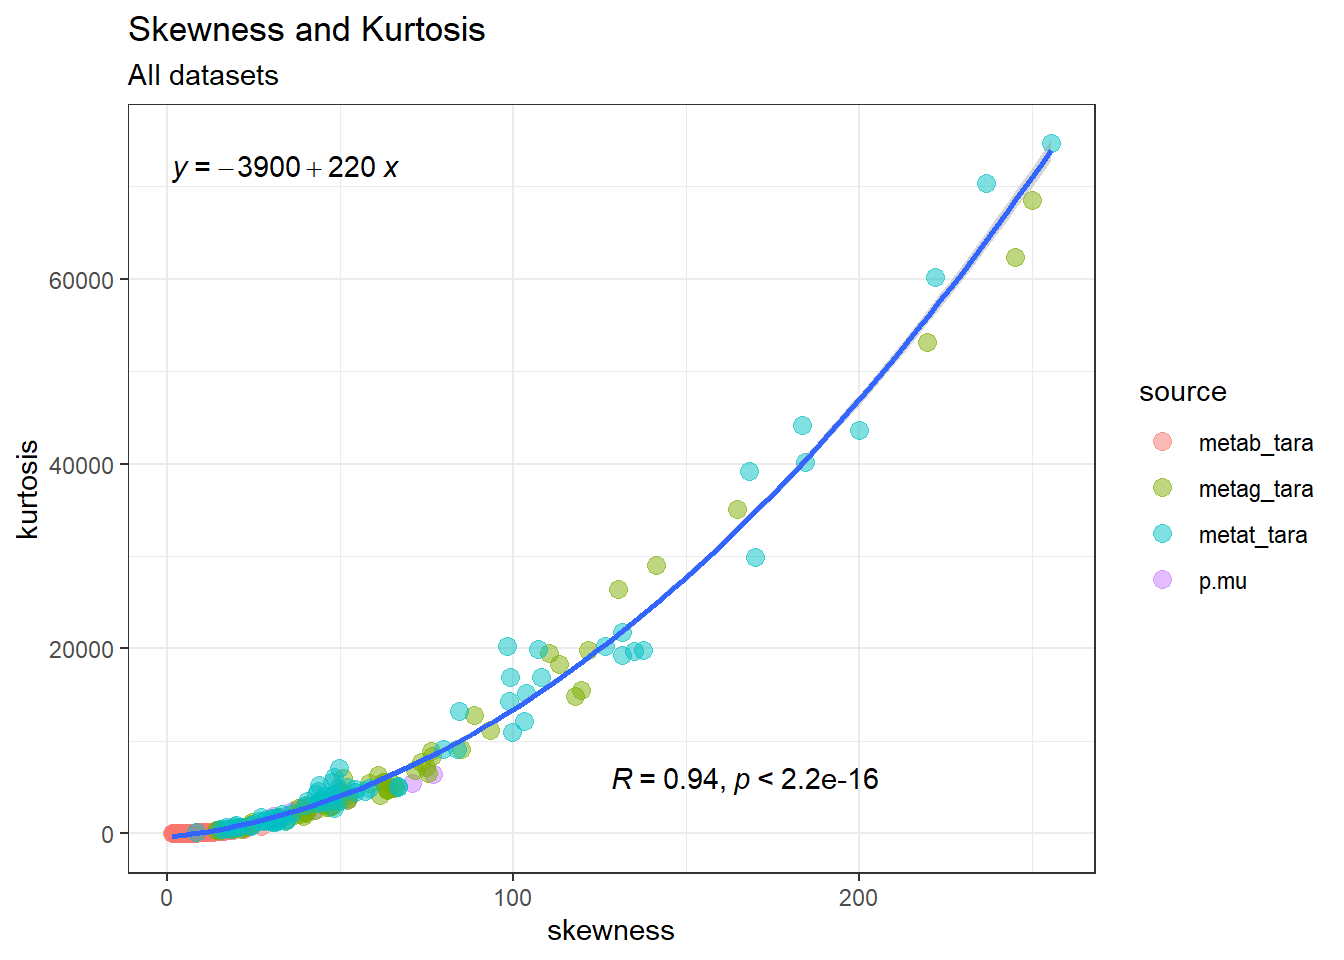 Skewness and Kurtosis
All datasets
y = −3900 + 220 x
R = 0.94, p < 2.2e-16
60000
40000
20000
0
kurtosis
0 100 200
skewness
source
metab_tara
metag_tara
metat_tara
p.mu